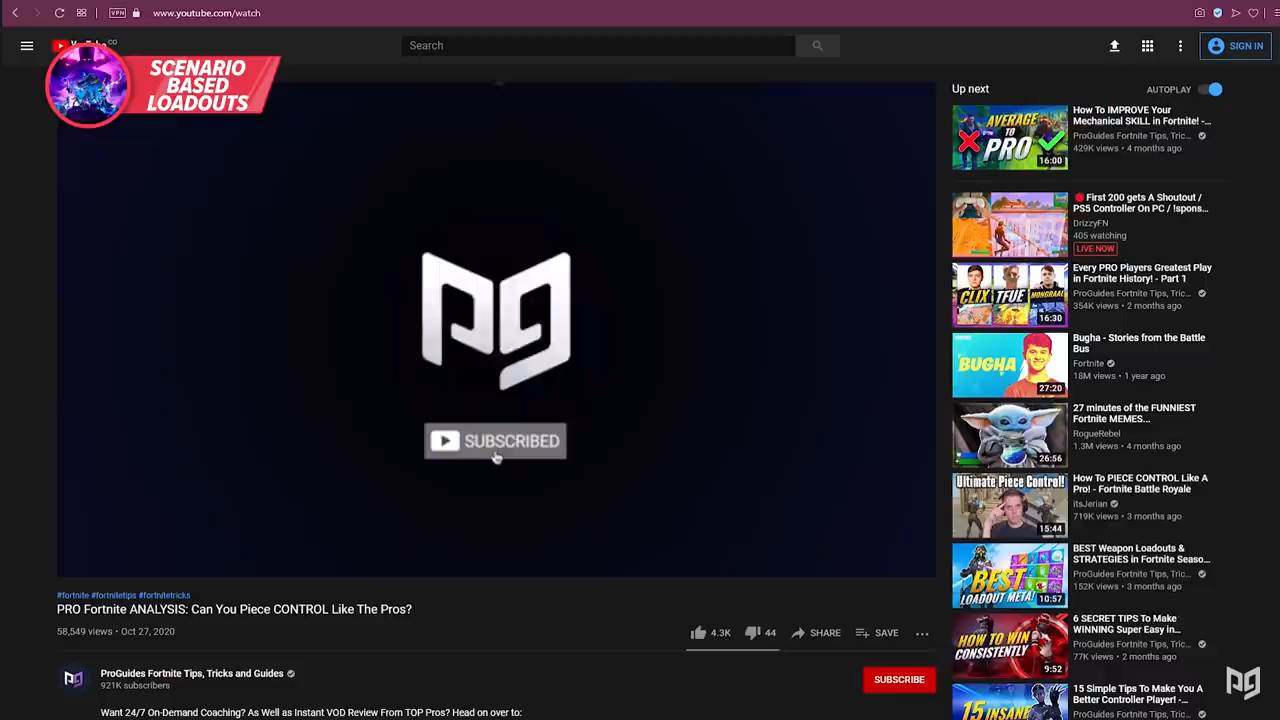 VPN
www.youtube.com/watch
CO
Search
SIGN IN
SCENARIO
BASED
LOADOUTS
pg
SUBSCRIBED
#fortnite #fortnitetips #fortnitetricks
PRO Fortnite ANALYSIS: Can You Piece CONTROL Like The Pros?
58,549 views • Oct 27, 2020
4.3K
44
SHARE
SAVE
ProGuides Fortnite Tips, Tricks and Guides
921K subscribers
SUBSCRIBE
Want 24/7 On-Demand Coaching? As Well as Instant VOD Review From TOP Pros? Head on over to:
Up next
AUTOPLAY
AVERAGE
TO
PRO
16:00
How To IMPROVE Your
Mechanical SKILL in Fortnite! -...
ProGuides Fortnite Tips, Tric...
429K views • 4 months ago
First 200 gets A Shoutout /
PS5 Controller On PC / !spons...
DrizzyFN
405 watching
LIVE NOW
CLIX
TFUE
MONGRAAL
16:30
Every PRO Players Greatest Play
in Fortnite History! - Part 1
ProGuides Fortnite Tips, Tric...
354K views • 2 months ago
BUGHA
27:20
Bugha - Stories from the Battle
Bus
Fortnite
18M views • 1 year ago
26:56
27 minutes of the FUNNIEST
Fortnite MEMES...
RogueRebel
1.3M views • 4 months ago
Ultimate Piece Control!
15:44
How To PIECE CONTROL Like A
Pro! - Fortnite Battle Royale
itsJerian
719K views • 3 months ago
BEST
LOADOUT META!
10:57
BEST Weapon Loadouts &
STRATEGIES in Fortnite Seaso...
ProGuides Fortnite Tips, Tric...
152K views • 3 months ago
HOW TO WIN
CONSISTENTLY
9:52
6 SECRET TIPS To Make
WINNING Super Easy in...
ProGuides Fortnite Tips, Tric...
77K views • 2 months ago
15 INSANE
15 Simple Tips To Make You A
Better Controller Player! -...
ProGuides Fortnite Tips, Tric...
pg